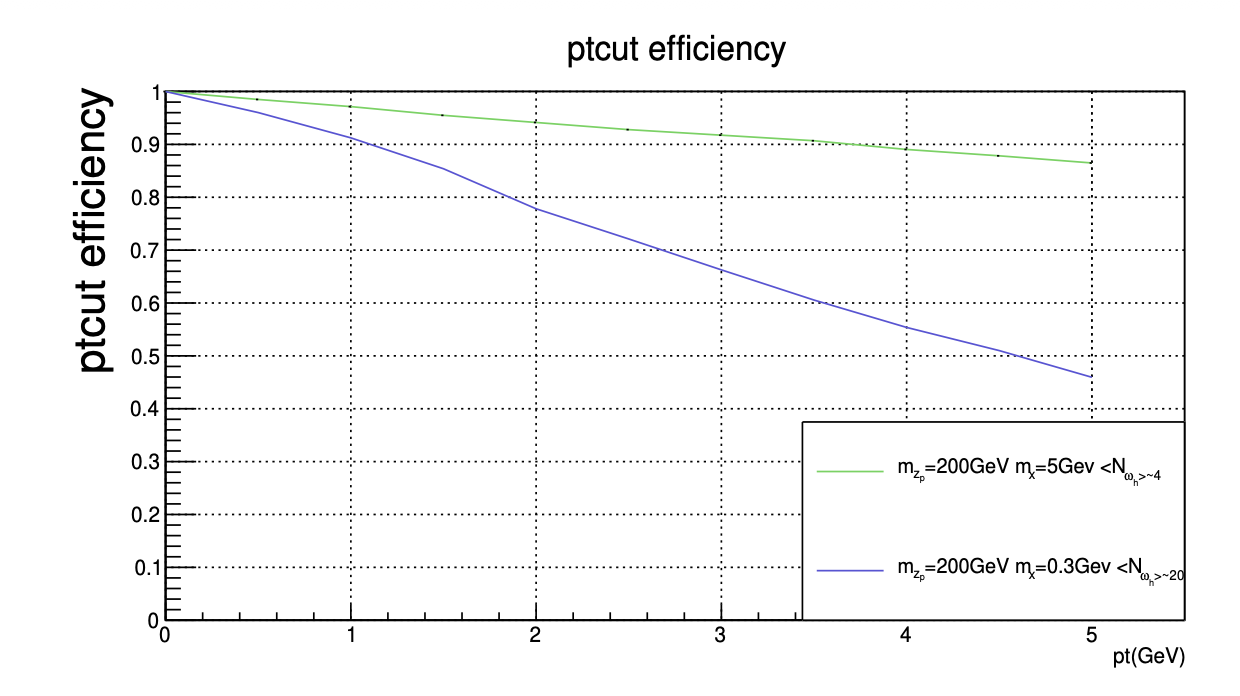 ptcut efficiency
ptcut efficiency
1
0.9
0.8
0.7
0.6
0.5
0.4
0.3
0.2
0.1
0
0 1 2 3 4 5
pt(GeV)
m_{z_p}=200GeV m_x=5Gev <N_{ω_h>~4}
m_{z_p}=200GeV m_x=0.3Gev <N_{ω_h>~20}